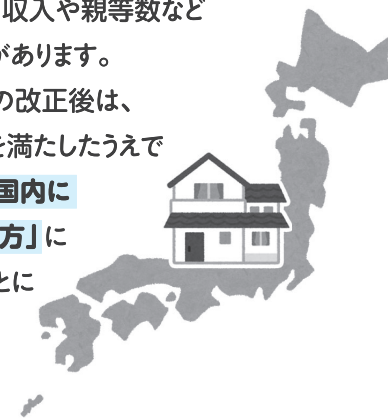 収入や親等数など
があります。
の改正後は、
を満たしたうえで
国内に
方」に
とに